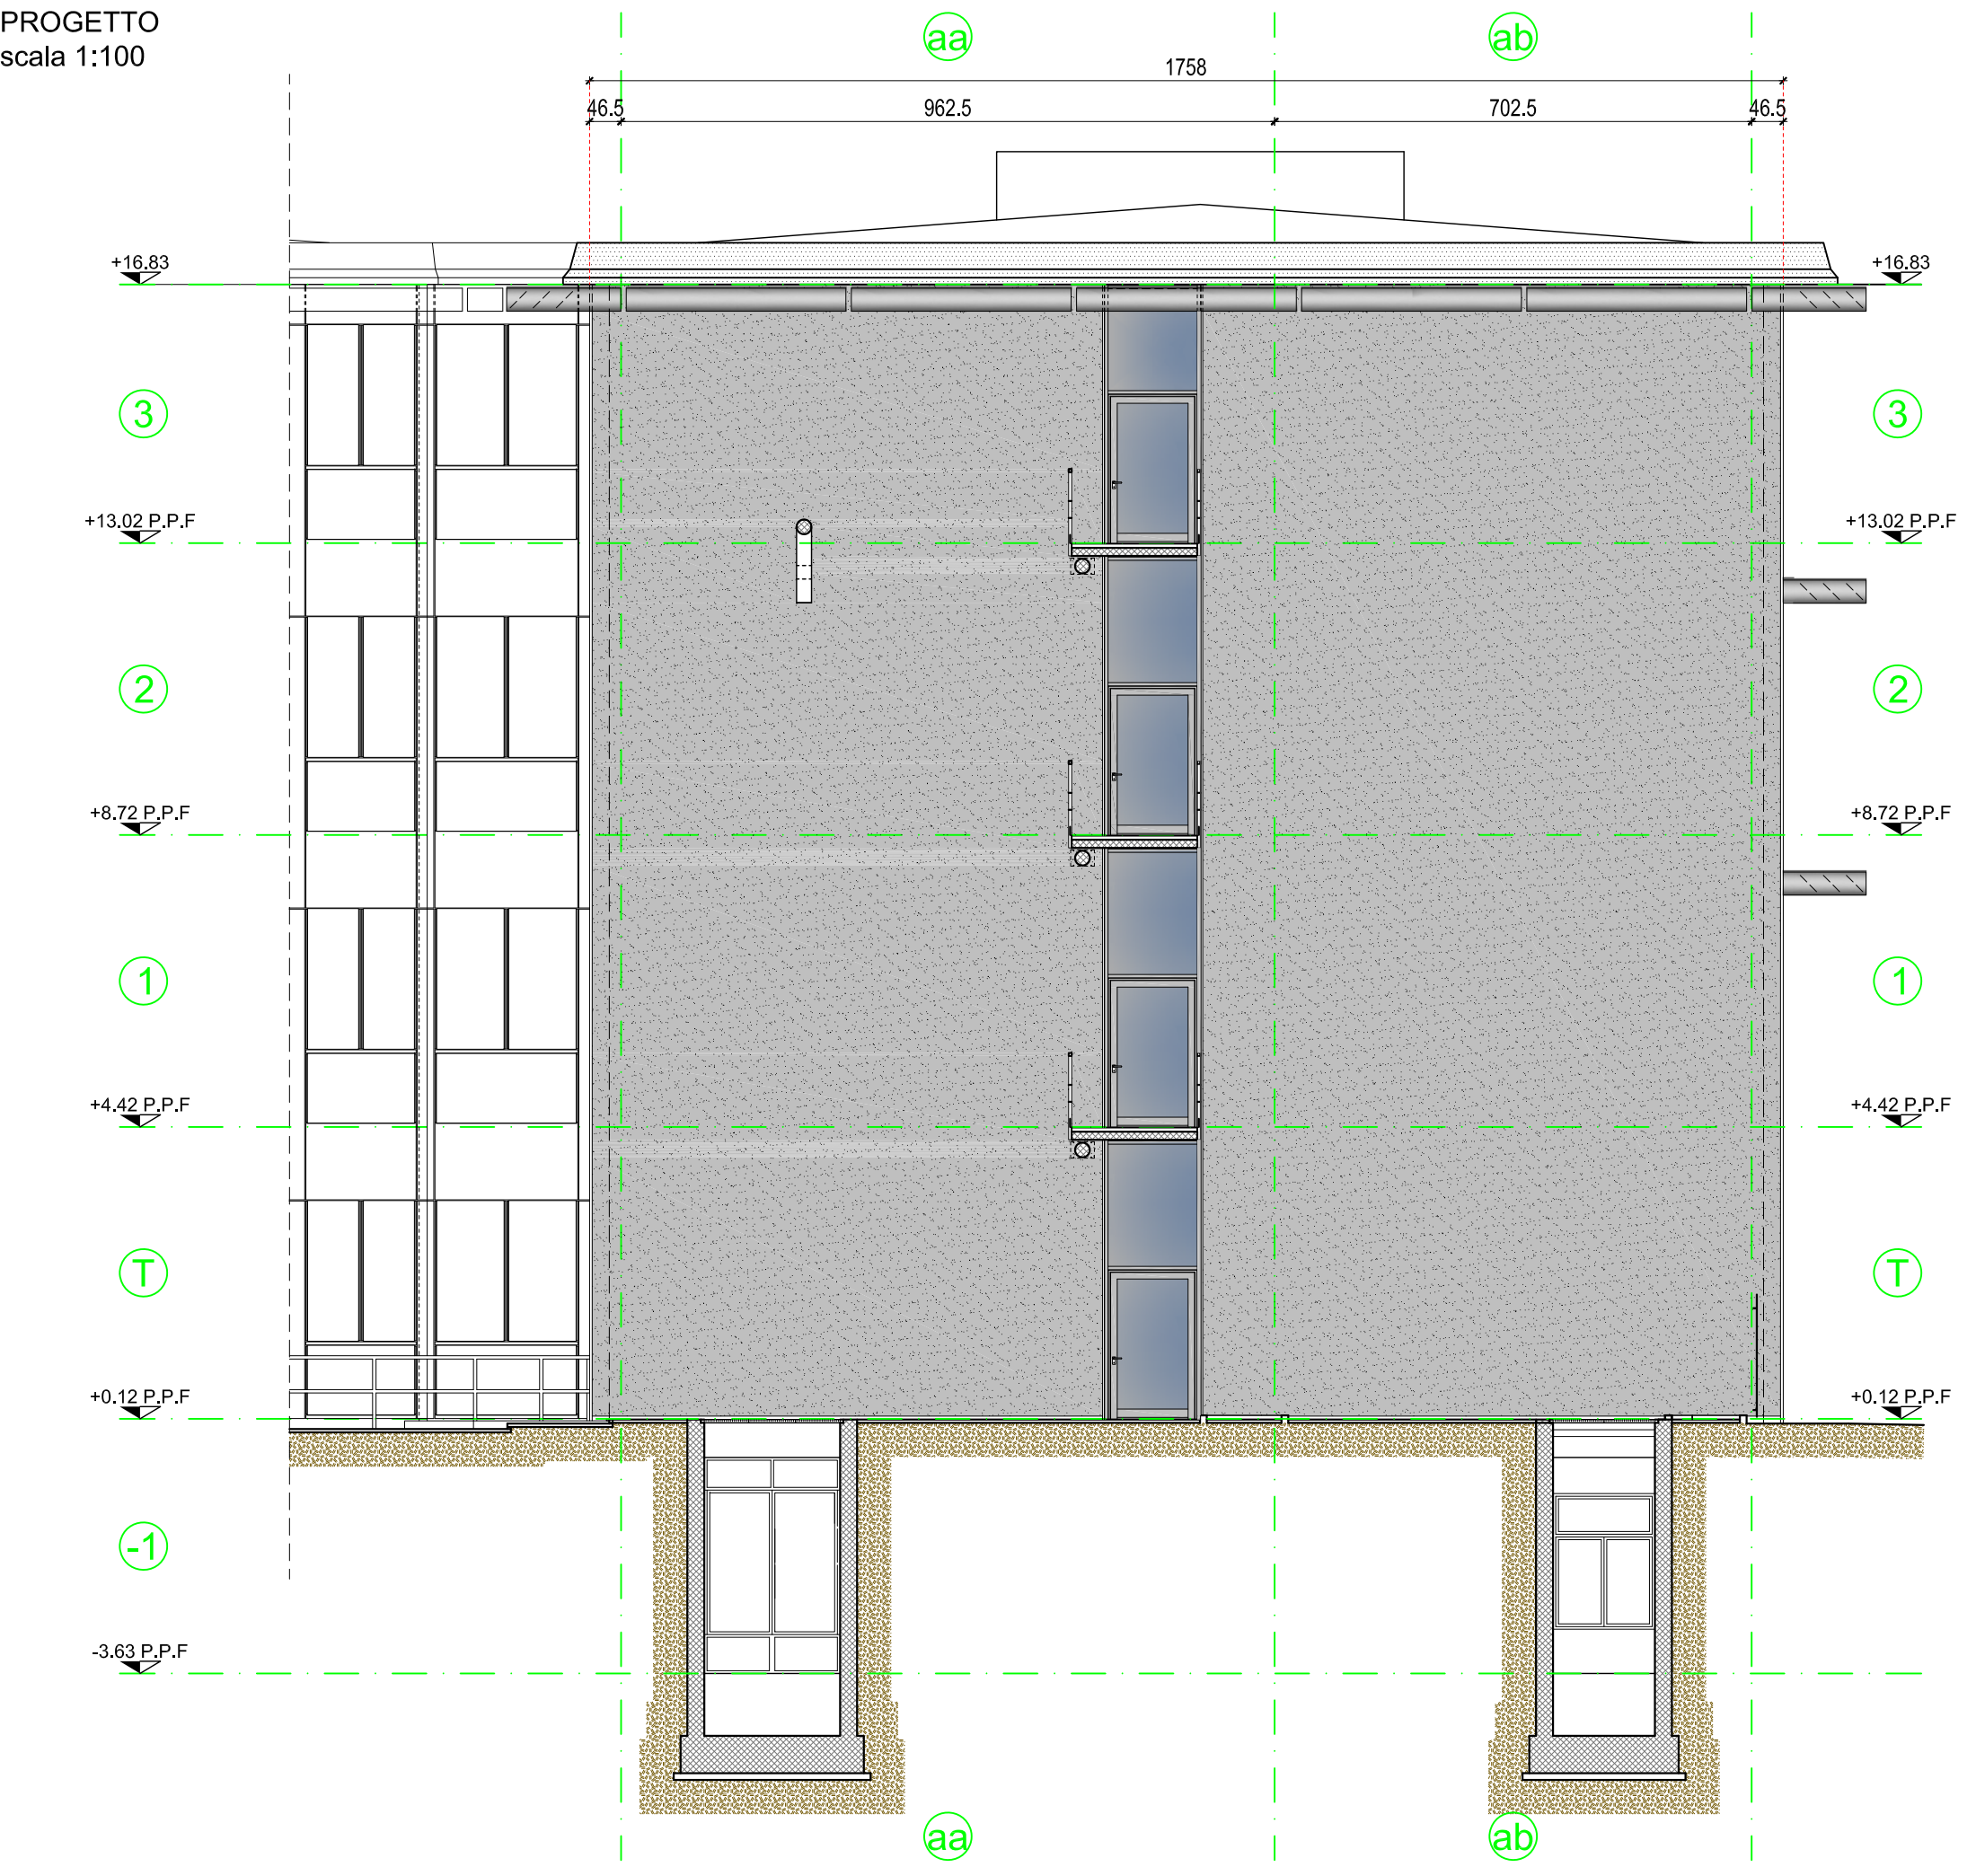 PROGETTO
scala 1:100
aa
ab
1758
46.5
962.5
702.5
46.5
+16.83
+16.83
3
3
+13.02 P.P.F
+13.02 P.P.F
2
2
+8.72 P.P.F
+8.72 P.P.F
1
1
+4.42 P.P.F
+4.42 P.P.F
T
T
+0.12 P.P.F
+0.12 P.P.F
-1
-3.63 P.P.F
aa
ab